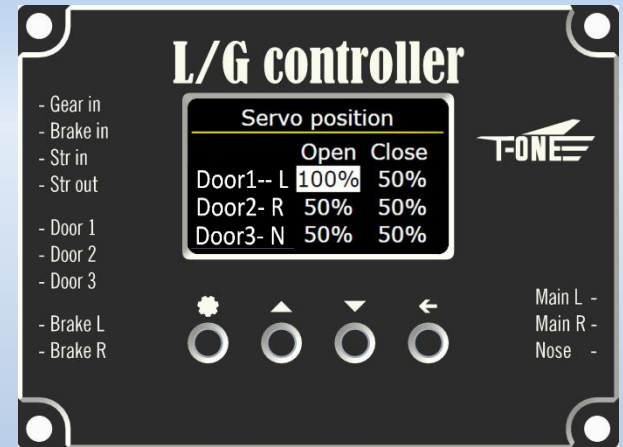 L/G controller
- Gear in
- Brake in
- Str in
- Str out
- Door 1
- Door 2
- Door 3
- Brake L
- Brake R
Servo position
Open Close
Door1-- L 100% 50%
Door2- R 50% 50%
Door3- N 50% 50%
T-ONE
Main L -
Main R -
Nose -